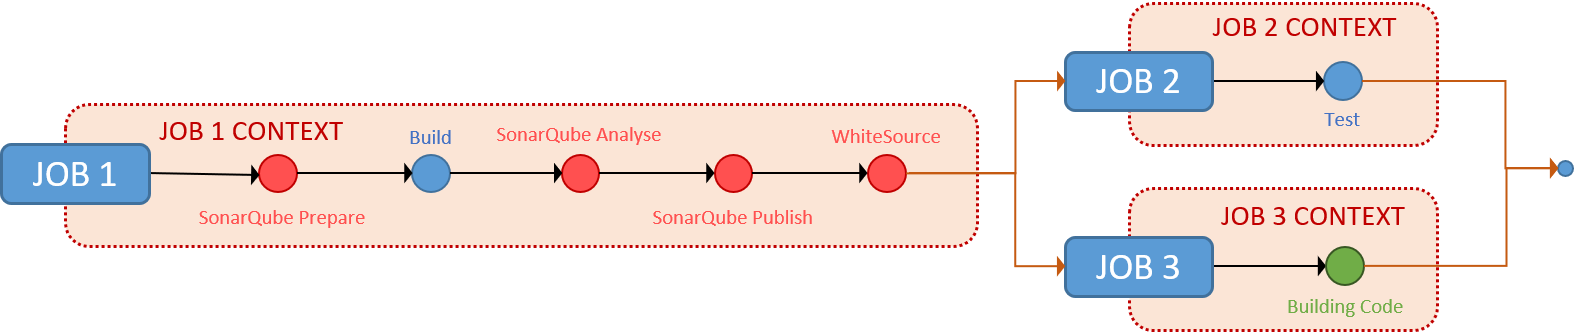 JOB 1 CONTEXT
JOB 1
SonarQube Prepare
Build
SonarQube Analyse
SonarQube Publish
WhiteSource
JOB 2 CONTEXT
JOB 2
Test
JOB 3 CONTEXT
JOB 3
Building Code